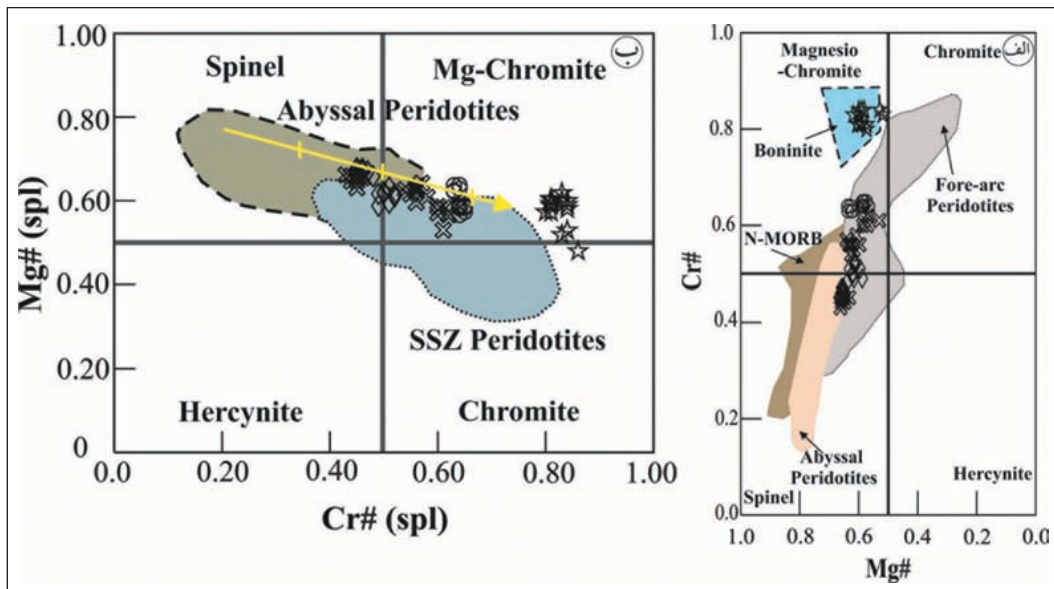 1.00
0.80
0.60
0.40
0.20
0
0.0
0.20
0.40
0.60
0.80
1.00
Mg# (spl)
Cr# (spl)
Spinel
Mg-Chromite
ب
Abyssal Peridotites
SSZ Peridotites
Hercynite
Chromite
1.0
0.8
0.6
0.4
0.2
0.0
1.0
0.8
0.6
0.4
0.2
0.0
Cr#
Mg#
Magnesio
-Chromite
Chromite
الف
Boninite
Fore-arc
Peridotites
N-MORB
Abyssal
Peridotites
Spinel
Hercynite